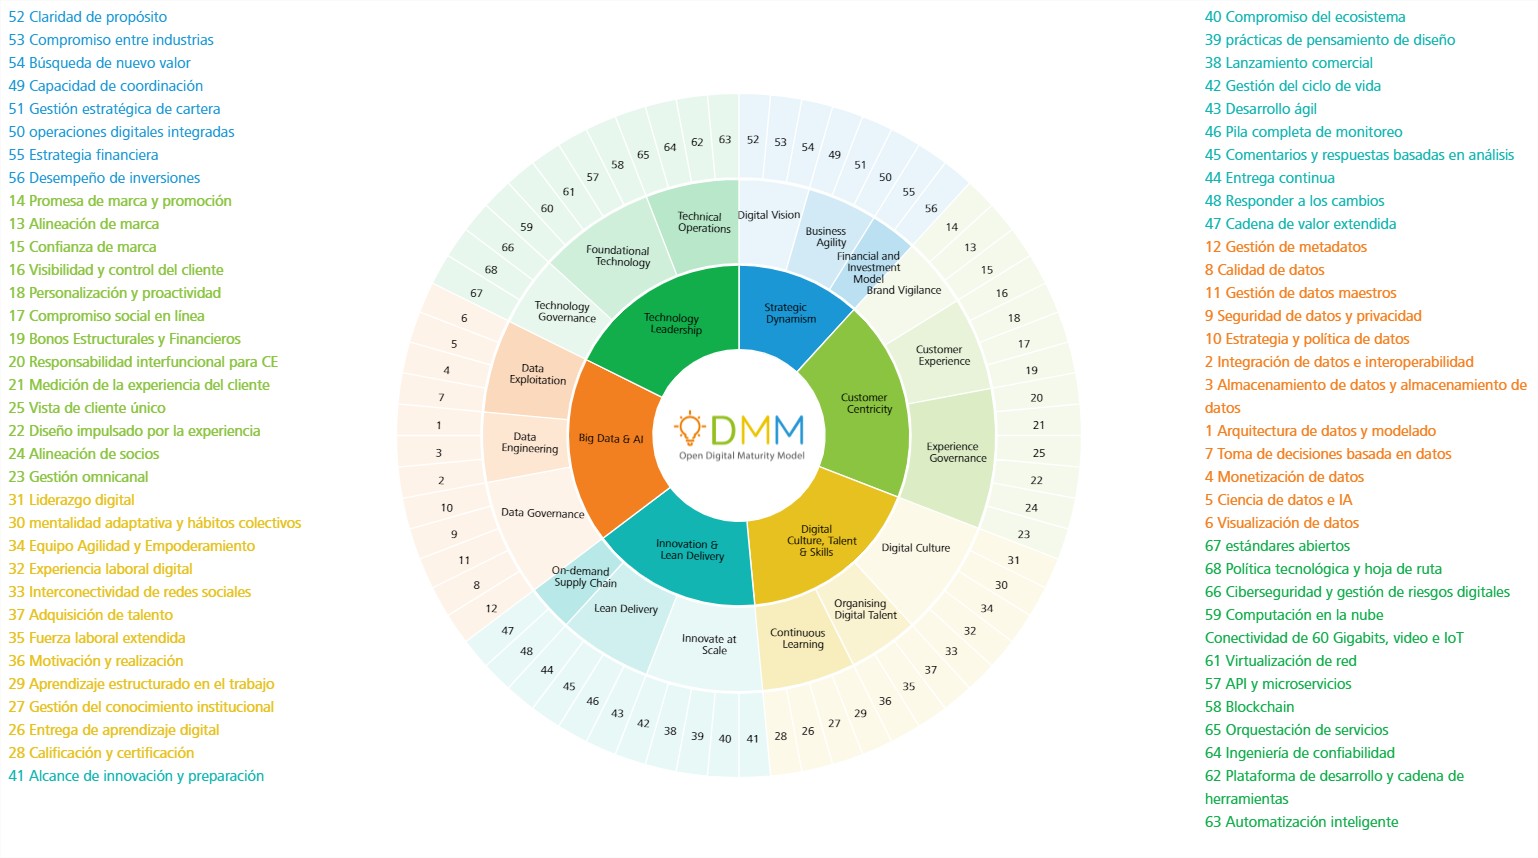 52 Claridad de propósito
53 Compromiso entre industrias
54 Búsqueda de nuevo valor
49 Capacidad de coordinación
51 Gestión estratégica de cartera
50 operaciones digitales integradas
55 Estrategia financiera
56 Desempeño de inversiones
14 Promesa de marca y promoción
13 Alineación de marca
15 Confianza de marca
16 Visibilidad y control del cliente
18 Personalización y proactividad
17 Compromiso social en línea
19 Bonos Estructurales y Financieros
20 Responsabilidad interfuncional para CE
21 Medición de la experiencia del cliente
25 Vista de cliente único
22 Diseño impulsado por la experiencia
24 Alineación de socios
23 Gestión omnicanal
31 Liderazgo digital
30 mentalidad adaptativa y hábitos colectivos
34 Equipo Agilidad y Empoderamiento
32 Experiencia laboral digital
33 Interconectividad de redes sociales
37 Adquisición de talento
35 Fuerza laboral extendida
36 Motivación y realización
29 Aprendizaje estructurado en el trabajo
27 Gestión del conocimiento institucional
26 Entrega de aprendizaje digital
28 Calificación y certificación
41 Alcance de innovación y preparación
52
53
54
49
51
50
55
56
14
13
15
16
18
17
19
20
21
25
22
24
23
31
30
34
32
33
37
35
36
29
27
26
28
41
40
39
38
42
43
46
45
44
48
47
12
8
11
9
10
2
3
1
7
4
5
6
67
68
66
59
60
61
57
58
65
64
62
63
Digital Vision
Business
Agility
Financial and
Investment
Model
Brand Vigilance
Customer
Experience
Experience
Governance
Digital Culture
Organising
Digital Talent
Continuous
Learning
Innovate at
Scale
Lean Delivery
On-demand
Supply Chain
Data Governance
Data
Engineering
Data
Exploitation
Technology
Governance
Foundational
Technology
Technical
Operations
Strategic
Dynamism
Customer
Centricity
Digital
Culture, Talent
& Skills
Innovation &
Lean Delivery
Big Data & AI
Technology
Leadership
DMM
Open Digital Maturity Model
40 Compromiso del ecosistema
39 prácticas de pensamiento de diseño
38 Lanzamiento comercial
42 Gestión del ciclo de vida
43 Desarrollo ágil
46 Pila completa de monitoreo
45 Comentarios y respuestas basadas en análisis
44 Entrega continua
48 Responder a los cambios
47 Cadena de valor extendida
12 Gestión de metadatos
8 Calidad de datos
11 Gestión de datos maestros
9 Seguridad de datos y privacidad
10 Estrategia y política de datos
2 Integración de datos e interoperabilidad
3 Almacenamiento de datos y almacenamiento de
datos
1 Arquitectura de datos y modelado
7 Toma de decisiones basada en datos
4 Monetización de datos
5 Ciencia de datos e IA
6 Visualización de datos
67 estándares abiertos
68 Política tecnológica y hoja de ruta
66 Ciberseguridad y gestión de riesgos digitales
59 Computación en la nube
Conectividad de 60 Gigabits, video e IoT
61 Virtualización de red
57 API y microservicios
58 Blockchain
65 Orquestación de servicios
64 Ingeniería de confiabilidad
62 Plataforma de desarrollo y cadena de
herramientas
63 Automatización inteligente